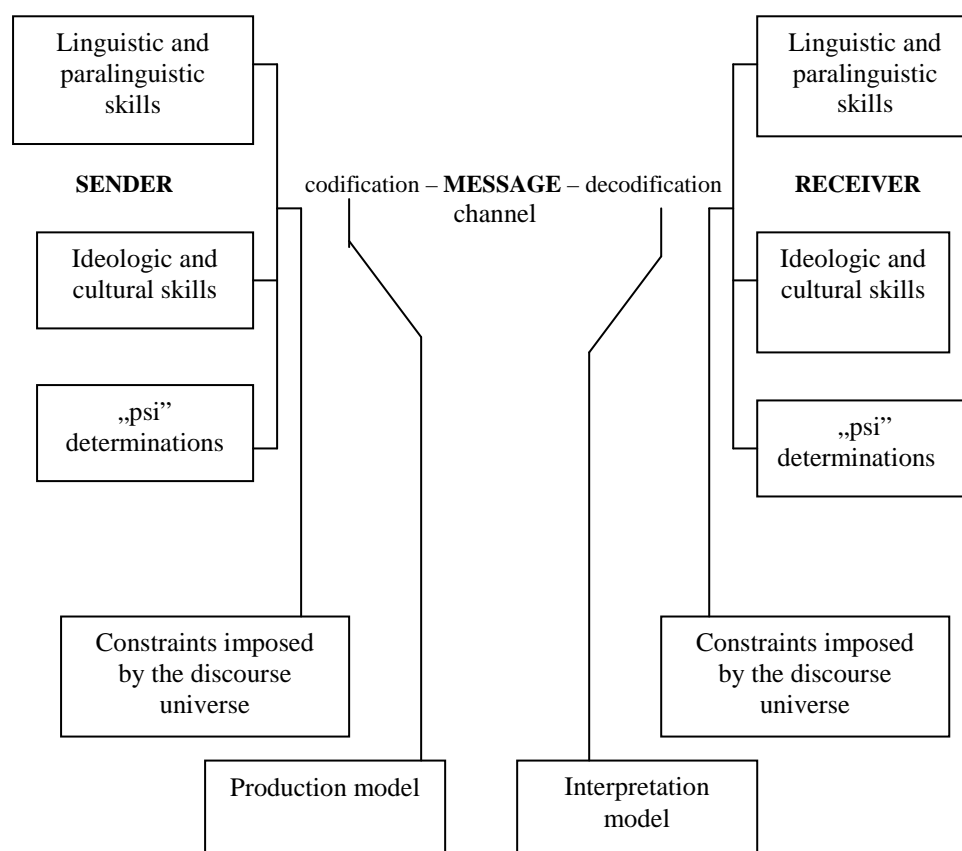 Linguistic and
paralinguistic
skills
Linguistic and
paralinguistic
skills
SENDER
codification – MESSAGE – decodification
channel
RECEIVER
Ideologic and
cultural skills
Ideologic and
cultural skills
„psi”
determinations
„psi”
determinations
Constraints imposed
by the discourse
universe
Constraints imposed
by the discourse
universe
Production model
Interpretation
model